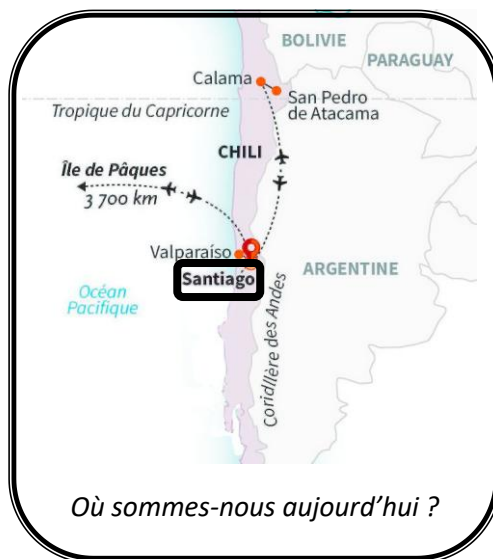 BOLIVIE
PARAGUAY
Calama
San Pedro
de Atacama
Tropique du Capricorne
CHILI
Île de Pâques
3 700 km
Valparaíso
Santiago
ARGENTINE
Océan
Pacifique
Coridllère des Andes
Où sommes-nous aujourd'hui ?